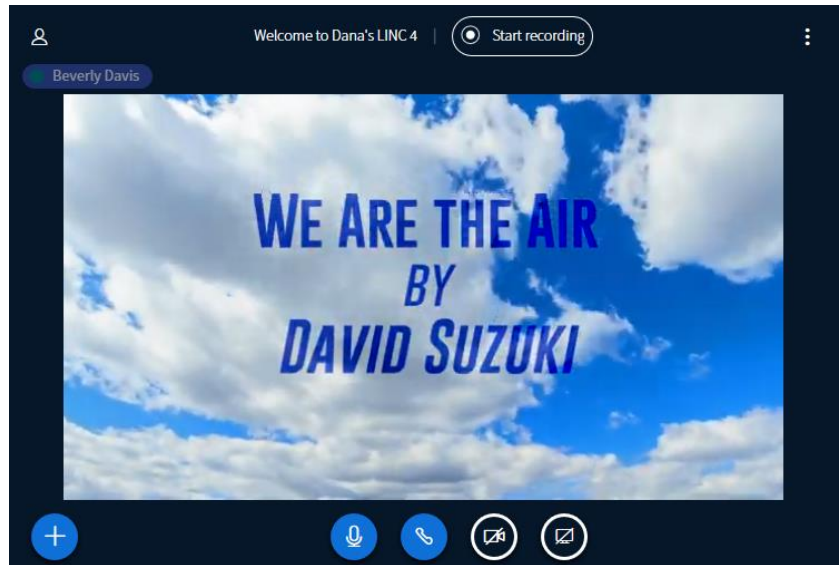 Welcome to Dana's LINC 4
Start recording
Beverly Davis
WE ARE THE AIR
BY
DAVID SUZUKI